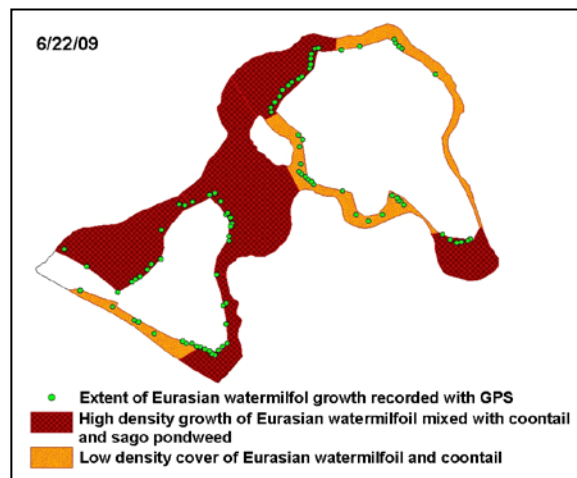 6/22/09
Extent of Eurasian watermilfol growth recorded with GPS
High density growth of Eurasian watermilfoil mixed with coontail
and sago pondweed
Low density cover of Eurasian watermilfoil and coontail